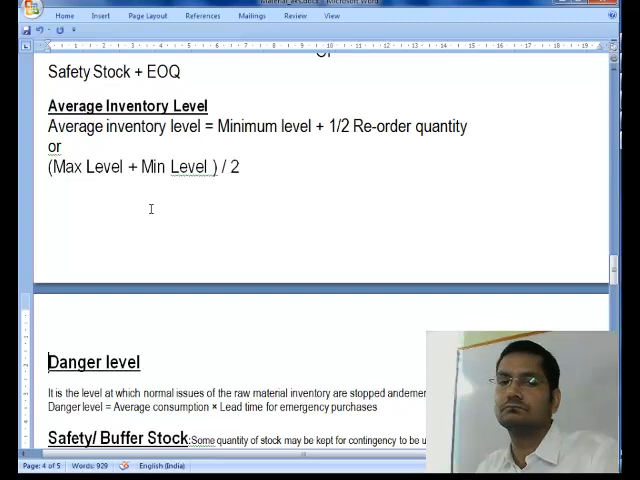 Material_aks.docx - Microsoft Word
Home Insert Page Layout References Mailings Review View
Safety Stock + EOQ
Average Inventory Level
Average inventory level = Minimum level + 1/2 Re-order quantity
or
(Max Level + Min Level ) / 2
Danger level
It is the level at which normal issues of the raw material inventory are stopped andemer
Danger level = Average consumption × Lead time for emergency purchases
Safety/ Buffer Stock:Some quantity of stock may be kept for contingency to be u
Page: 4 of 5 Words: 929 English (India)